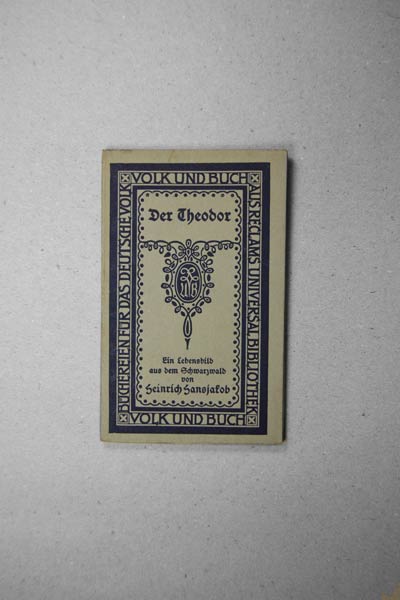 VOLK UND BUCH
BÜCHEREIEN FÜR DAS DEUTSCHE VOLK
AUS RECLAMS UNIVERSAL BIBLIOTHEK
Der Theodor
Ein Lebensbild
aus dem Schwarzwald
von
Heinrich Hansjakob
VOLK UND BUCH